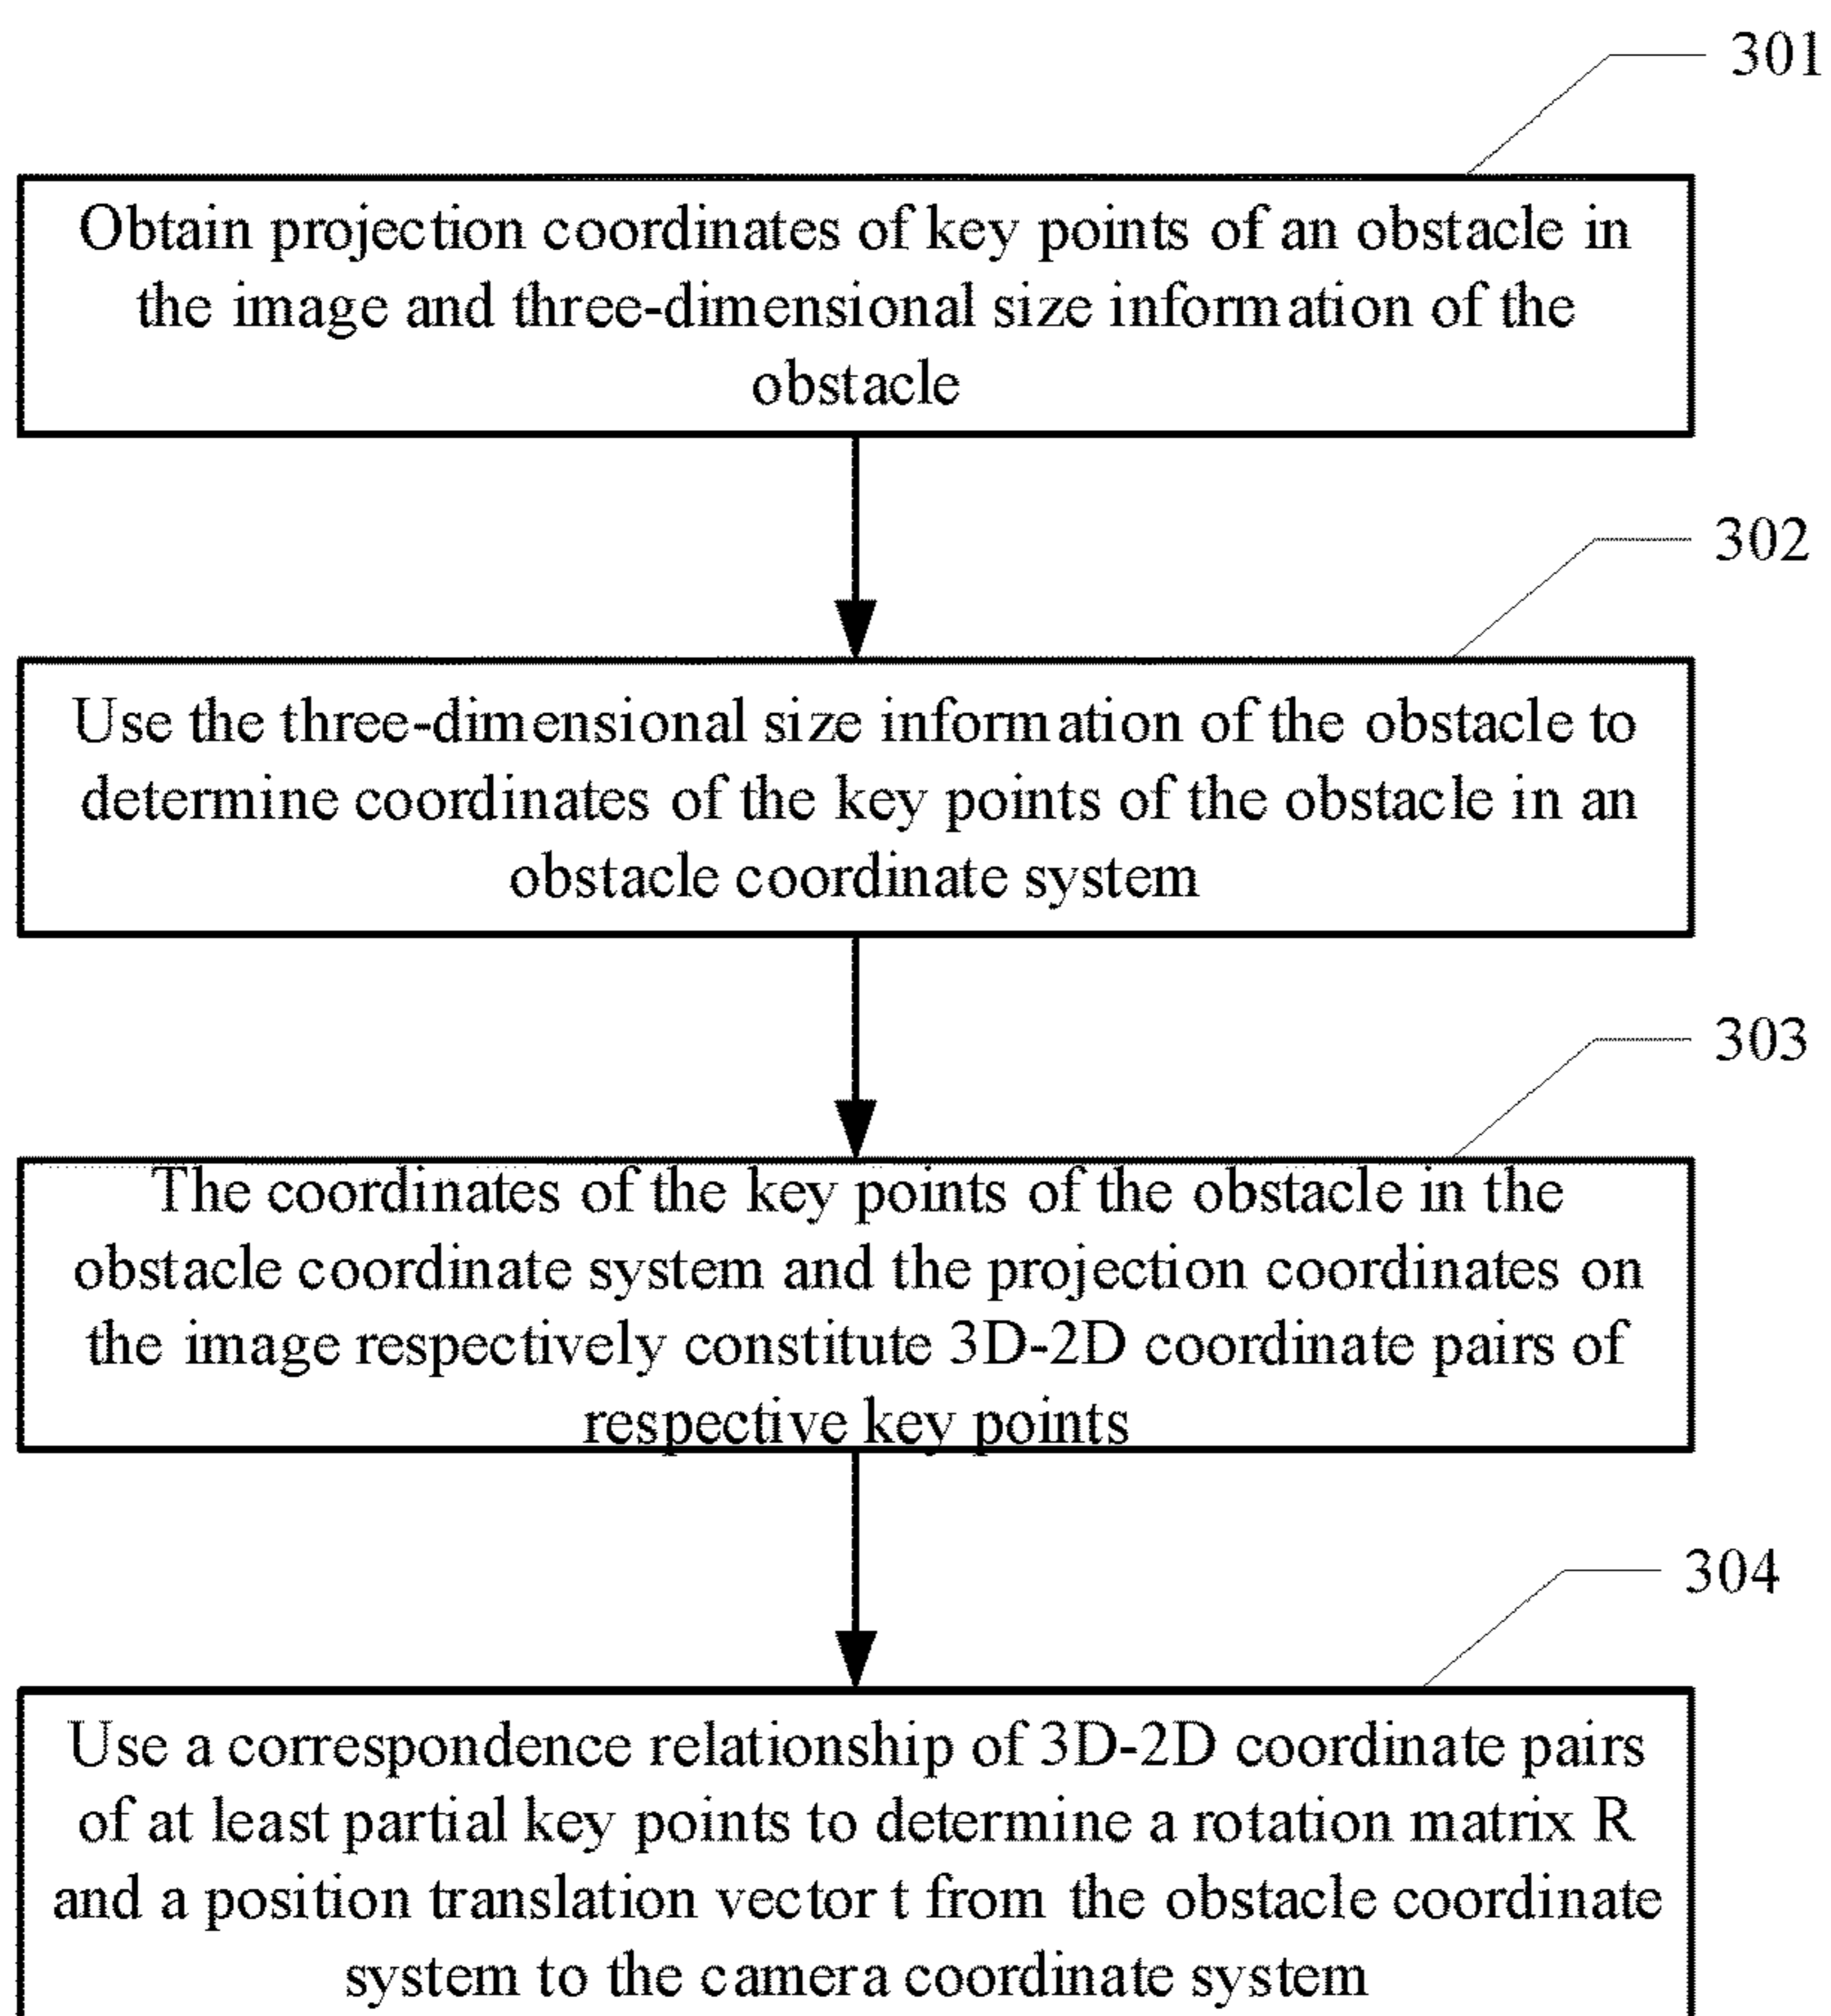 301
Obtain projection coordinates of key points of an obstacle in
the image and three-dimensional size information of the
obstacle
302
Use the three-dimensional size information of the obstacle to
determine coordinates of the key points of the obstacle in an
obstacle coordinate system
303
The coordinates of the key points of the obstacle in the
obstacle coordinate system and the projection coordinates on
the image respectively constitute 3D-2D coordinate pairs of
respective key points
304
Use a correspondence relationship of 3D-2D coordinate pairs
of at least partial key points to determine a rotation matrix R
and a position translation vector t from the obstacle coordinate
system to the camera coordinate system